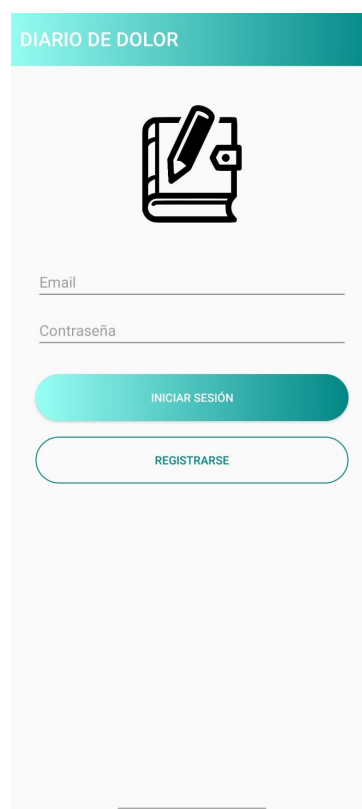 DIARIO DE DOLOR
Email
Contraseña
INICIAR SESIÓN
REGISTRARSE